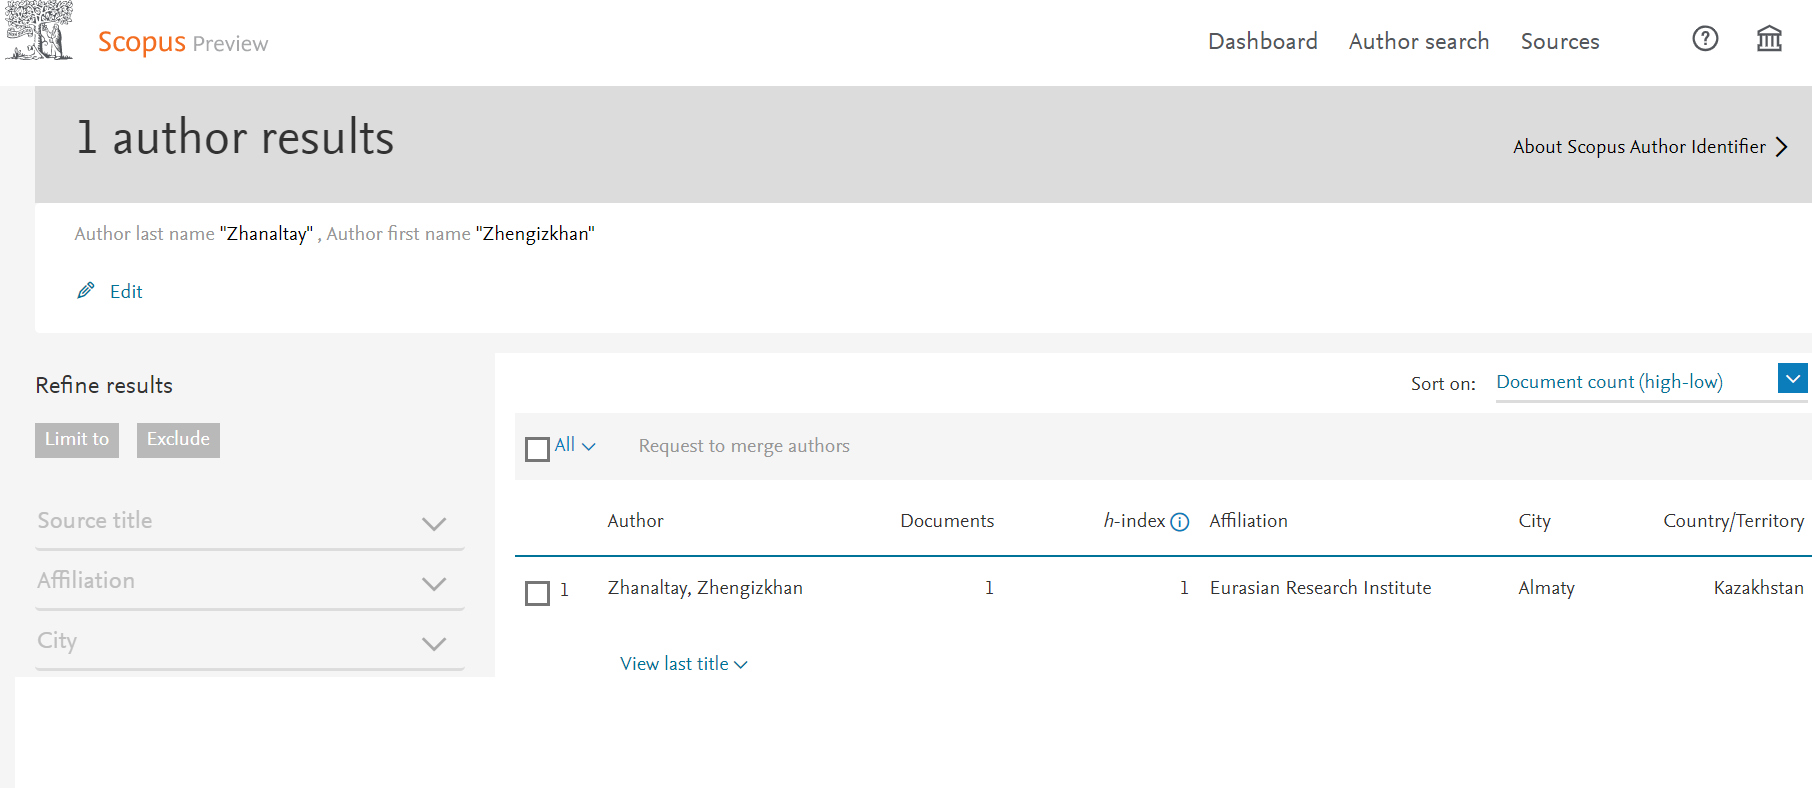 Scopus Preview
Dashboard Author search Sources
1 author results
About Scopus Author Identifier
Author last name "Zhanaltay" , Author first name "Zhengizkhan"
Edit
Refine results
Limit to Exclude
Source title
Affiliation
City
Sort on: Document count (high-low)
All Request to merge authors
Author Documents h-index Affiliation City Country/Territory
1 Zhanaltay, Zhengizkhan 1 1 Eurasian Research Institute Almaty Kazakhstan
View last title